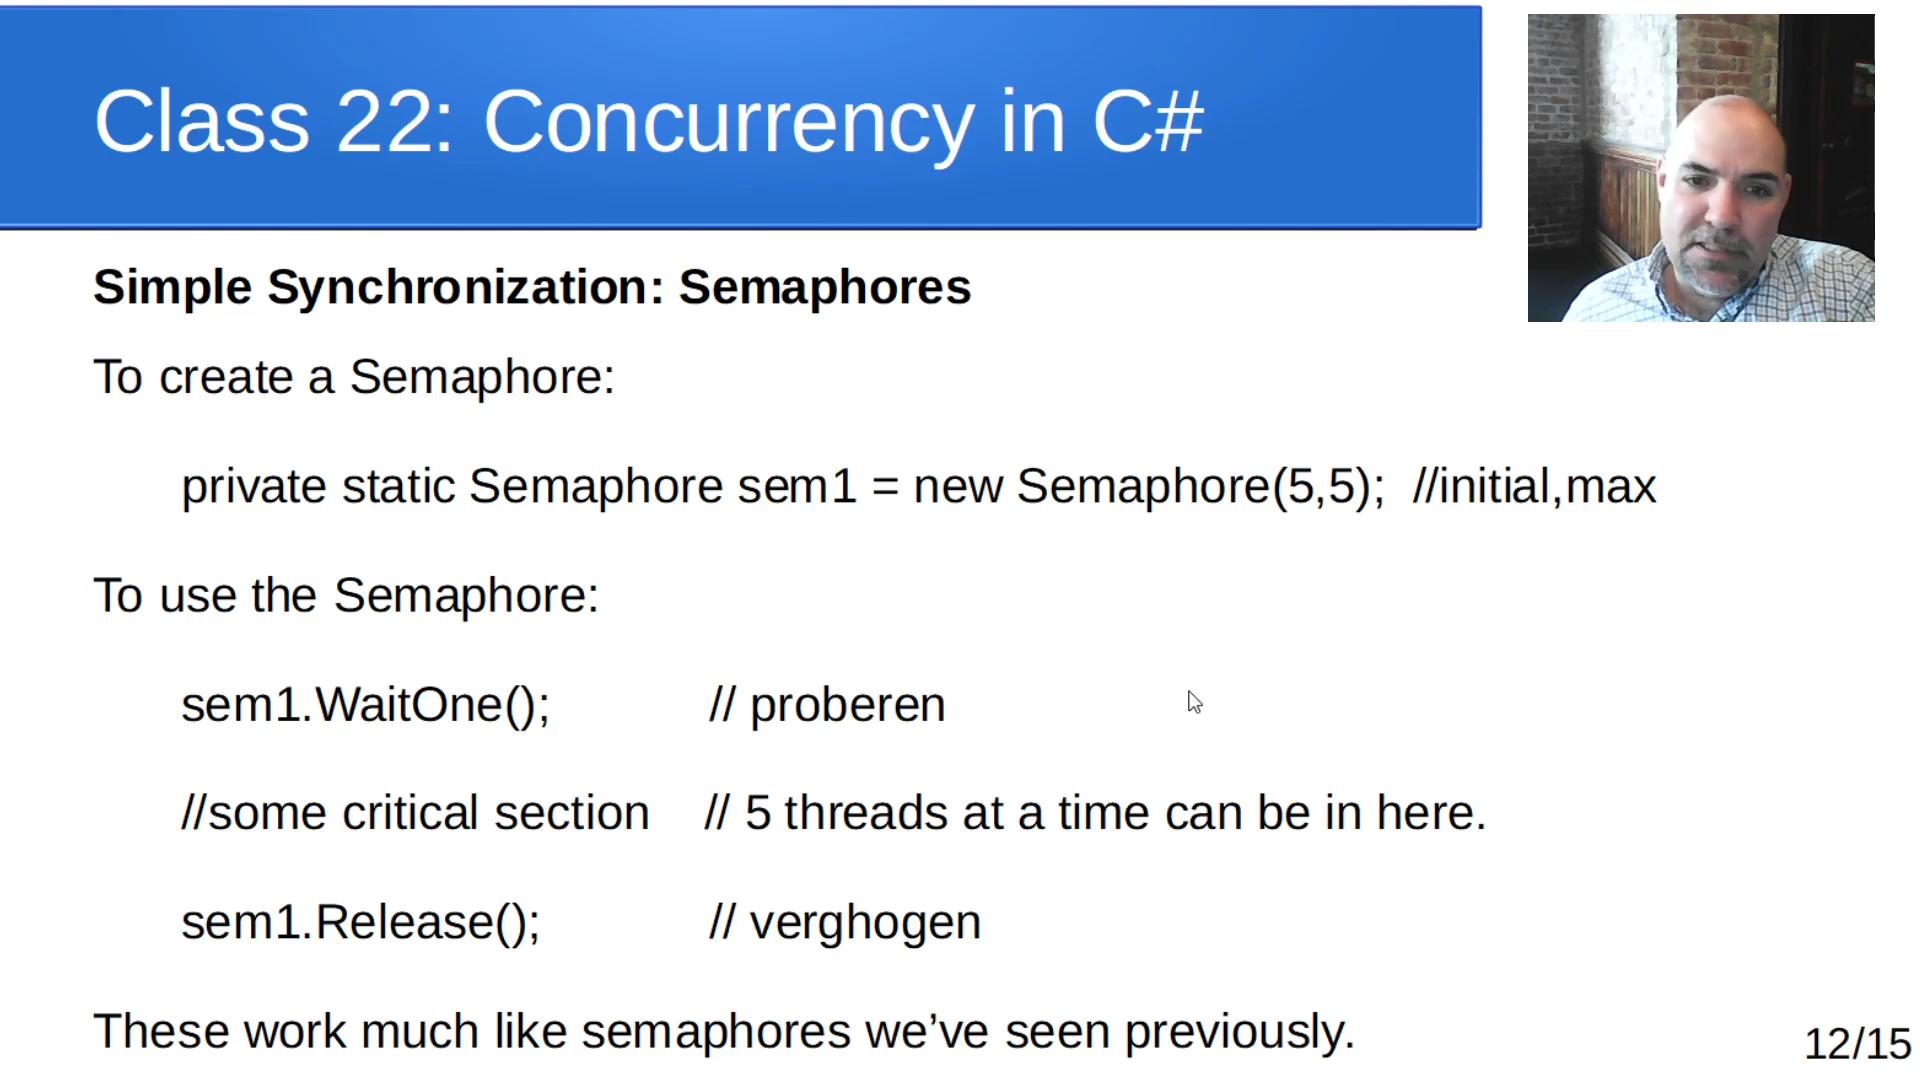 Class 22: Concurrency in C#
Simple Synchronization: Semaphores
To create a Semaphore:
private static Semaphore sem1 = new Semaphore(5,5);  //initial,max
To use the Semaphore:
sem1.WaitOne(); // proberen
//some critical section // 5 threads at a time can be in here.
sem1.Release(); // verghogen
These work much like semaphores we’ve seen previously.
12/15